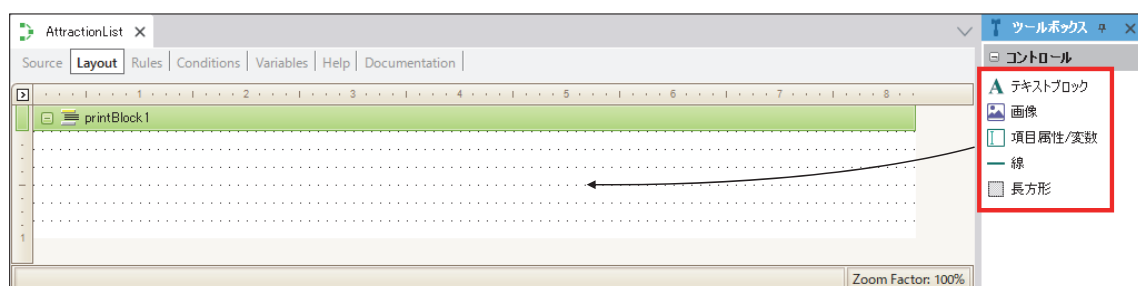 AttractionList
ツールボックス
Source Layout Rules Conditions Variables Help Documentation
コントロール
1 2 3 4 5 6 7 8
テキストブロック
printBlock1
画像
項目属性/変数
線
長方形
1
Zoom Factor: 100%